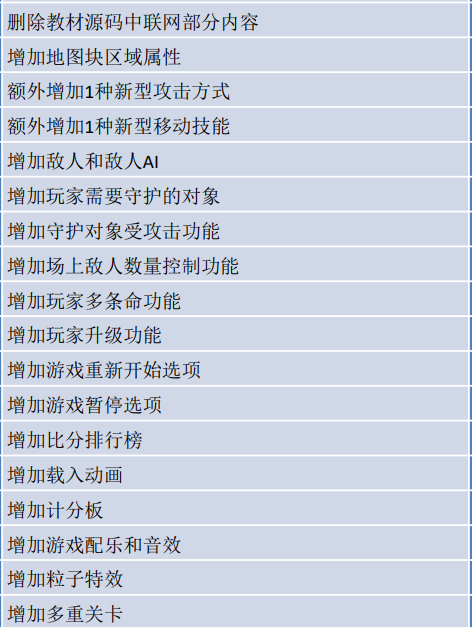 删除教材源码中联网部分内容
增加地图块区域属性
额外增加1种新型攻击方式
额外增加1种新型移动技能
增加敌人和敌人AI
增加玩家需要守护的对象
增加守护对象受攻击功能
增加场上敌人数量控制功能
增加玩家多条命功能
增加玩家升级功能
增加游戏重新开始选项
增加游戏暂停选项
增加比分排行榜
增加载入动画
增加计分板
增加游戏配乐和音效
增加粒子特效
增加多重关卡